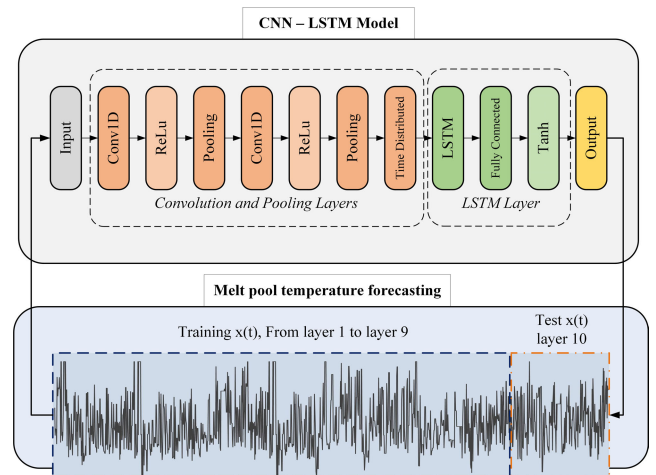 CNN – LSTM Model
Input
Conv1D
ReLu
Pooling
Conv1D
ReLu
Pooling
Time Distributed
LSTM
Fully Connected
Tanh
Output
Convolution and Pooling Layers
LSTM Layer
Melt pool temperature forecasting
Training x(t), From layer 1 to layer 9
Test x(t)
layer 10